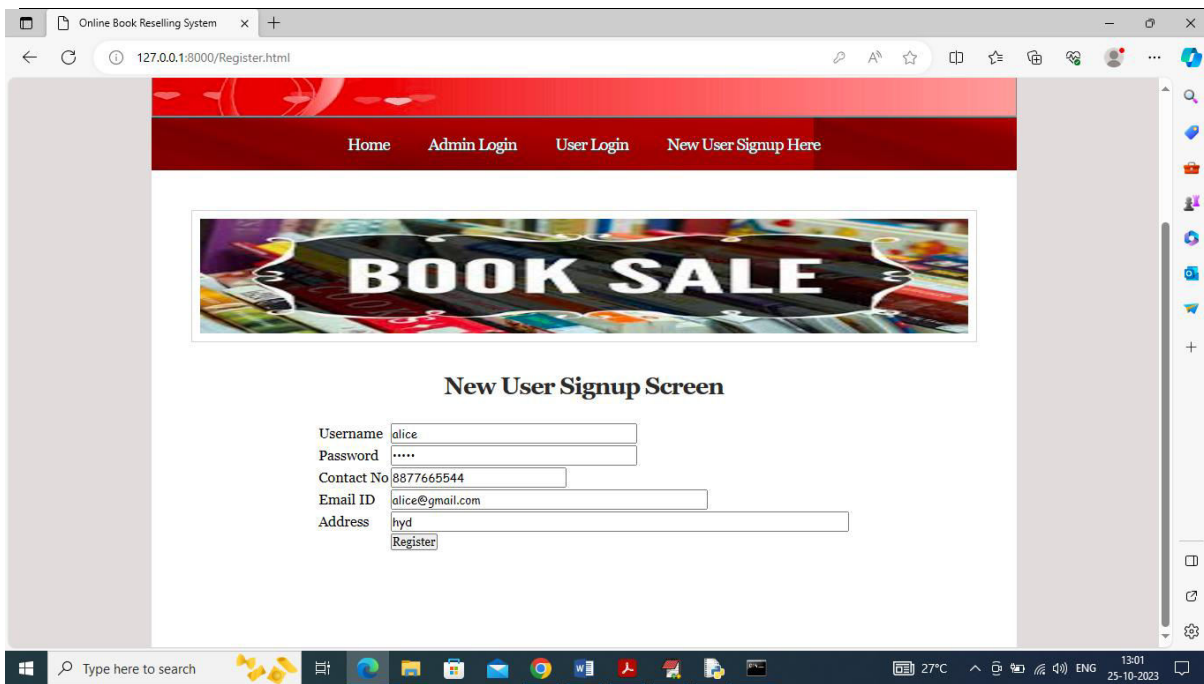 Online Book Reselling System
127.0.0.1:8000/Register.html
Home Admin Login User Login New User Signup Here
BOOK SALE
New User Signup Screen
Username alice
Password •••••
Contact No 8877665544
Email ID alice@gmail.com
Address hyd
Register
Type here to search 27°C ENG 13:01
25-10-2023